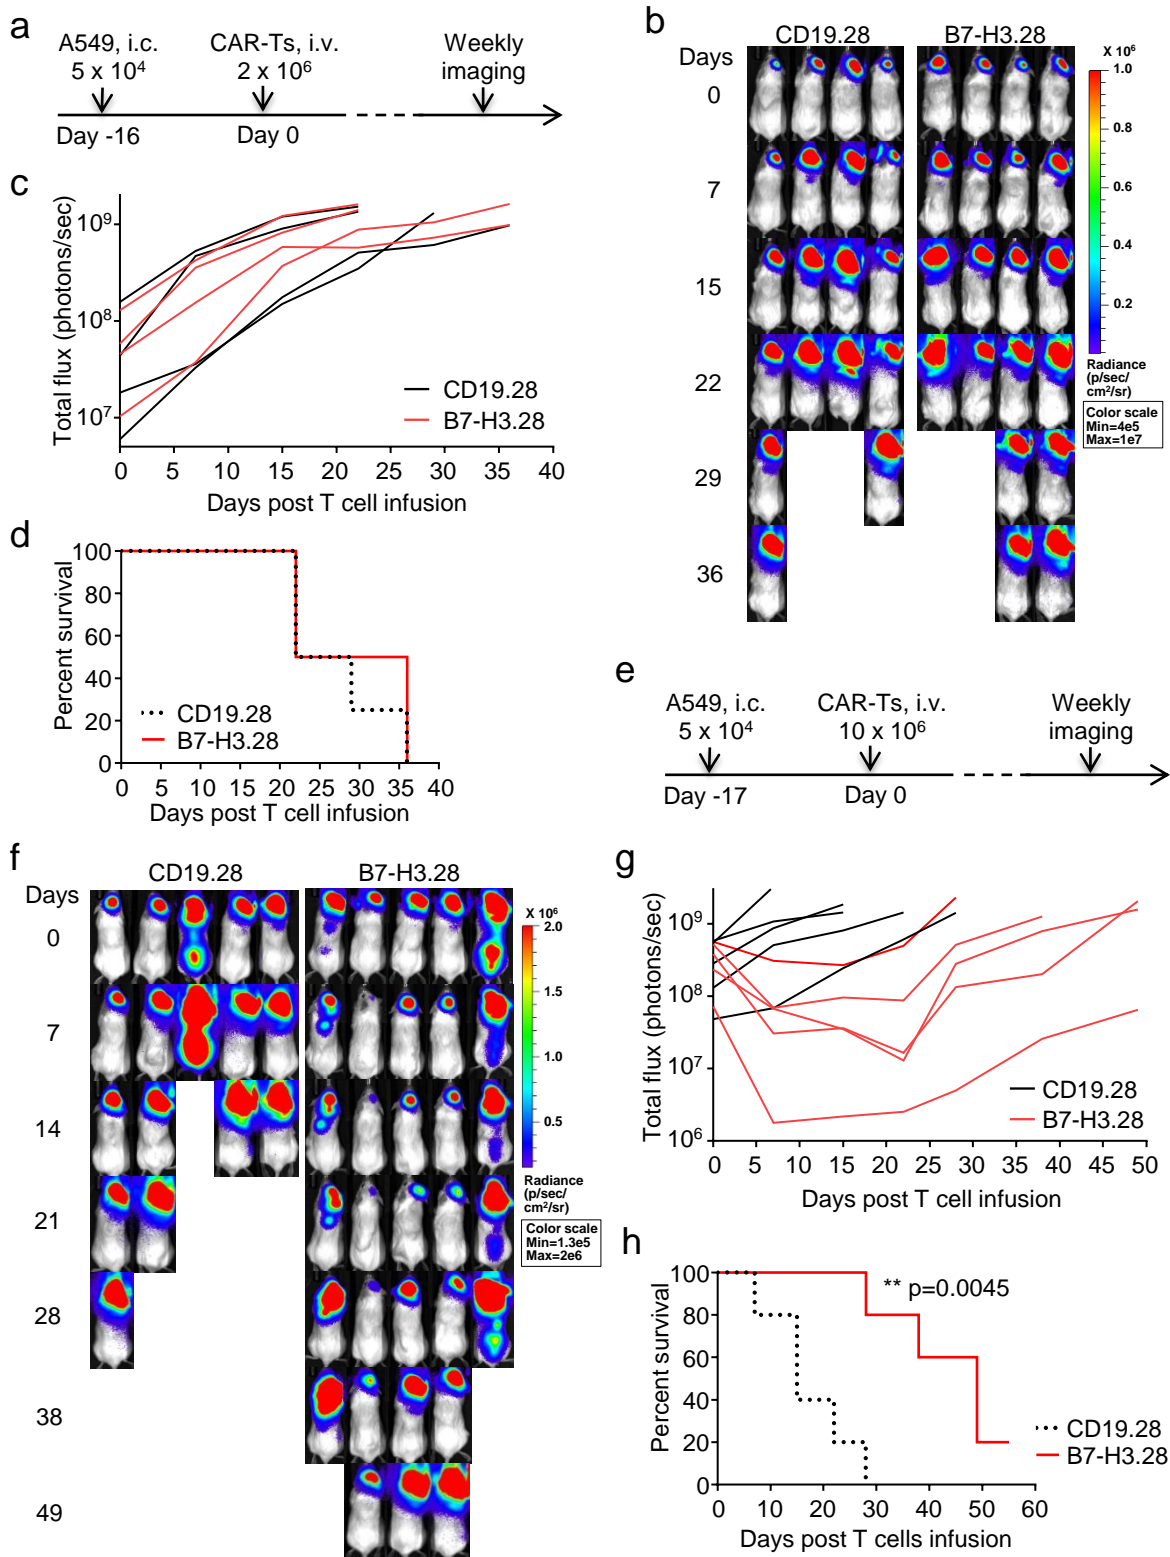 a
A549, i.c.
5 x 10⁴
CAR-Ts, i.v.
2 x 10⁶
Weekly
imaging
Day -16
Day 0
b
CD19.28
B7-H3.28
Days
0
7
15
22
29
36
X 10⁶
1.0
0.8
0.6
0.4
0.2
Radiance
(p/sec/
cm²/sr)
Color scale
Min=4e5
Max=1e7
c
Total flux (photons/sec)
10⁹
10⁸
10⁷
CD19.28
B7-H3.28
0 5 10 15 20 25 30 35 40
Days post T cell infusion
d
Percent survival
100
80
60
40
20
0
CD19.28
B7-H3.28
0 5 10 15 20 25 30 35 40
Days post T cell infusion
e
A549, i.c.
5 x 10⁴
CAR-Ts, i.v.
10 x 10⁶
Weekly
imaging
Day -17
Day 0
f
CD19.28
B7-H3.28
Days
0
7
14
21
28
38
49
X 10⁶
2.0
1.5
1.0
0.5
Radiance
(p/sec/
cm²/sr)
Color scale
Min=1.3e5
Max=2e6
g
Total flux (photons/sec)
10⁹
10⁸
10⁷
10⁶
CD19.28
B7-H3.28
0 5 10 15 20 25 30 35 40 45 50
Days post T cell infusion
h
Percent survival
100
80
60
40
20
0
** p=0.0045
CD19.28
B7-H3.28
0 10 20 30 40 50 60
Days post T cells infusion